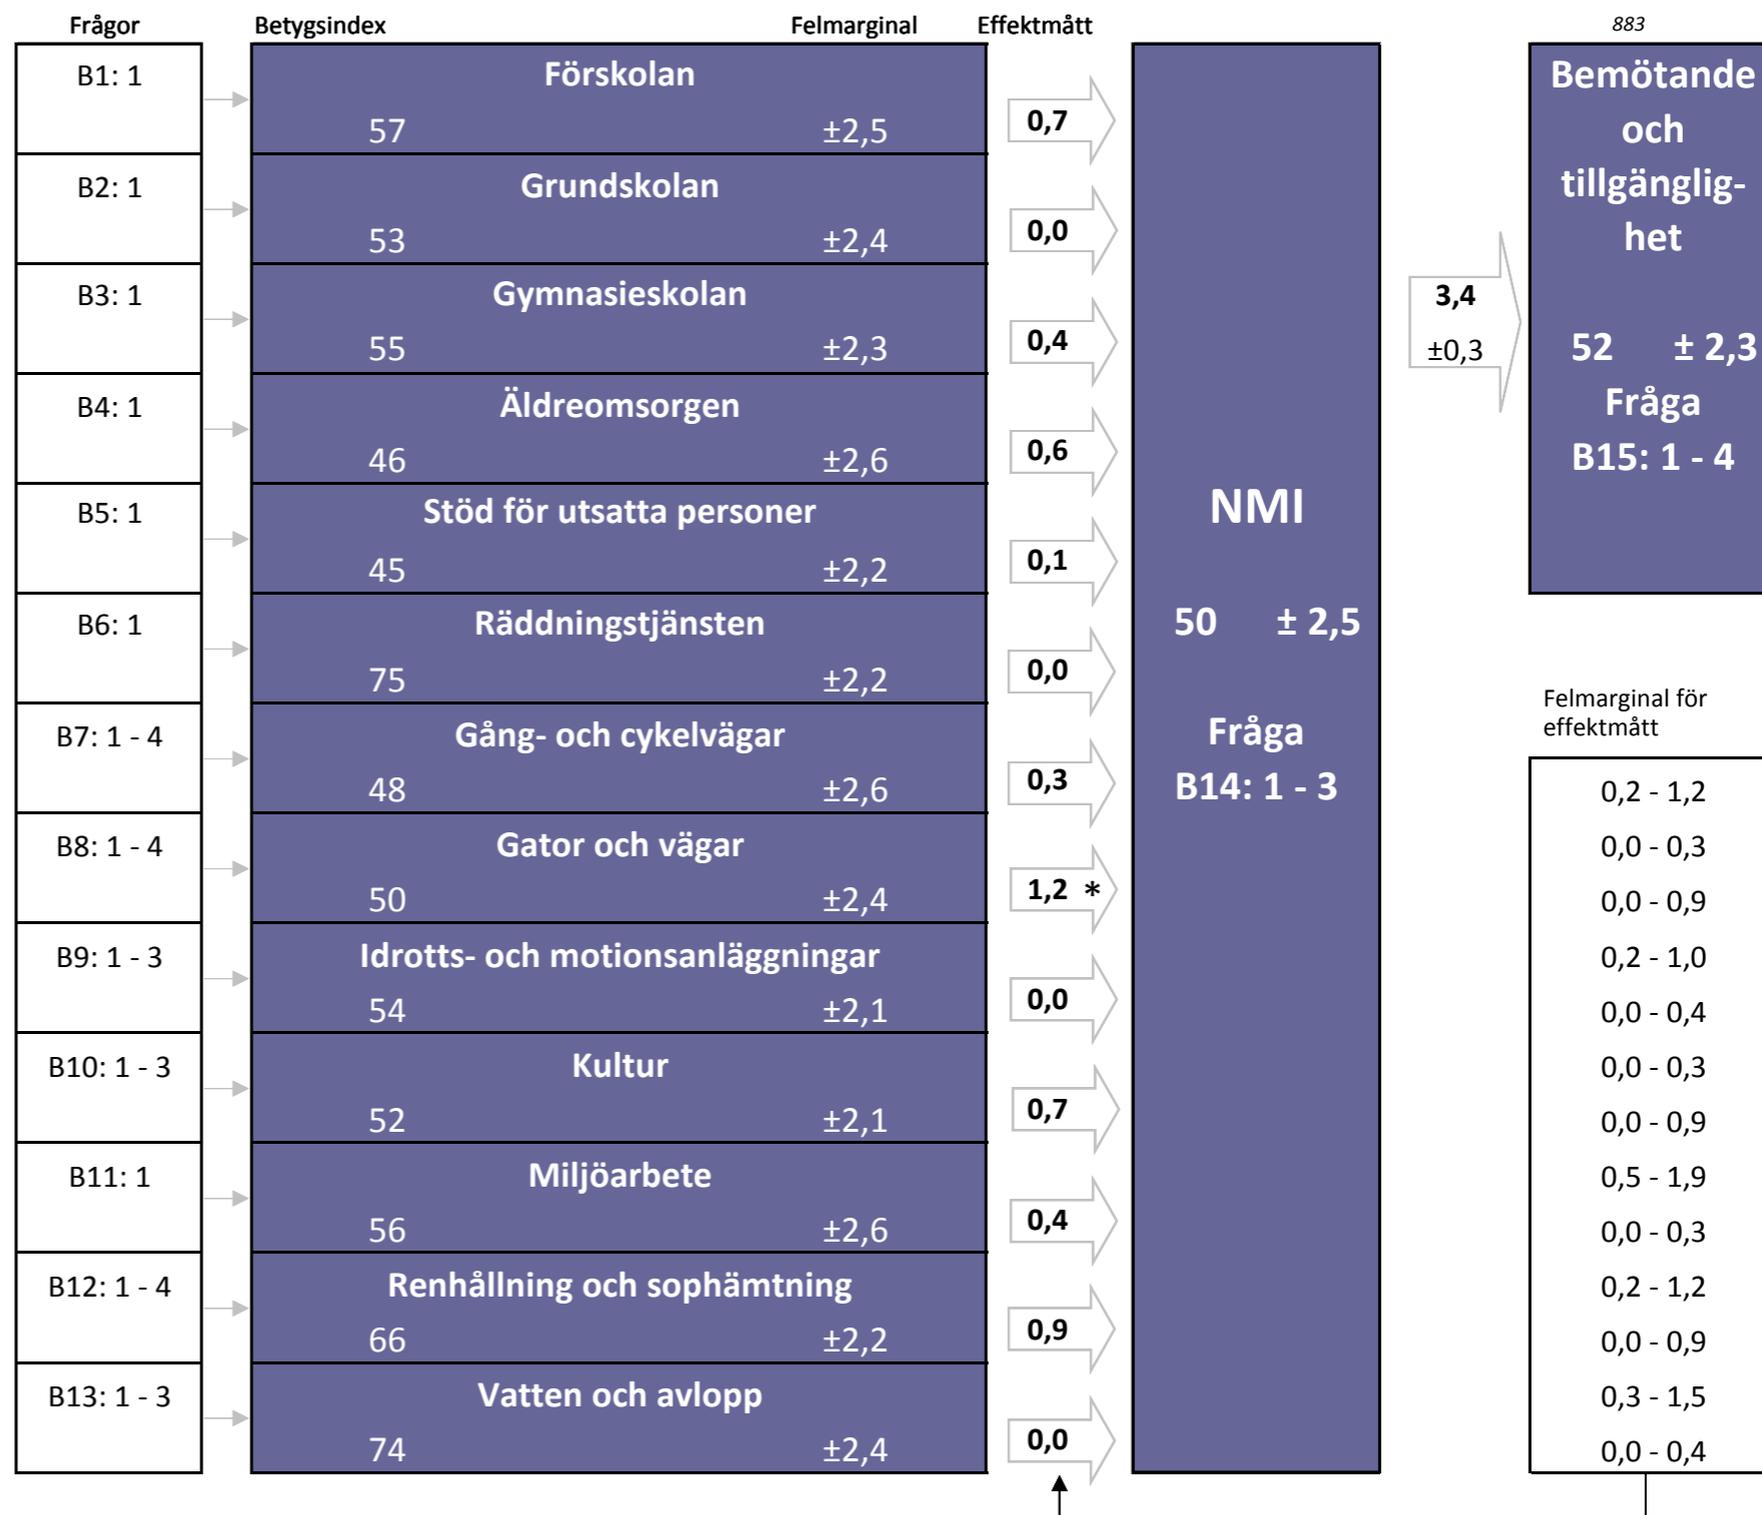 Frågor
Betygsindex
Felmarginal
Effektmått
883
B1: 1
Förskolan
57
±2,5
0,7
B2: 1
Grundskolan
53
±2,4
0,0
B3: 1
Gymnasieskolan
55
±2,3
0,4
B4: 1
Äldreomsorgen
46
±2,6
0,6
B5: 1
Stöd för utsatta personer
45
±2,2
0,1
B6: 1
Räddningstjänsten
75
±2,2
0,0
B7: 1 - 4
Gång- och cykelvägar
48
±2,6
0,3
B8: 1 - 4
Gator och vägar
50
±2,4
1,2 *
B9: 1 - 3
Idrotts- och motionsanläggningar
54
±2,1
0,0
B10: 1 - 3
Kultur
52
±2,1
0,7
B11: 1
Miljöarbete
56
±2,6
0,4
B12: 1 - 4
Renhållning och sophämtning
66
±2,2
0,9
B13: 1 - 3
Vatten och avlopp
74
±2,4
0,0
NMI
50 ± 2,5
Fråga
B14: 1 - 3
3,4
±0,3
Bemötande
och
tillgänglig-
het
52 ± 2,3
Fråga
B15: 1 - 4
Felmarginal för
effektmått
0,2 - 1,2
0,0 - 0,3
0,0 - 0,9
0,2 - 1,0
0,0 - 0,4
0,0 - 0,3
0,0 - 0,9
0,5 - 1,9
0,0 - 0,3
0,2 - 1,2
0,0 - 0,9
0,3 - 1,5
0,0 - 0,4